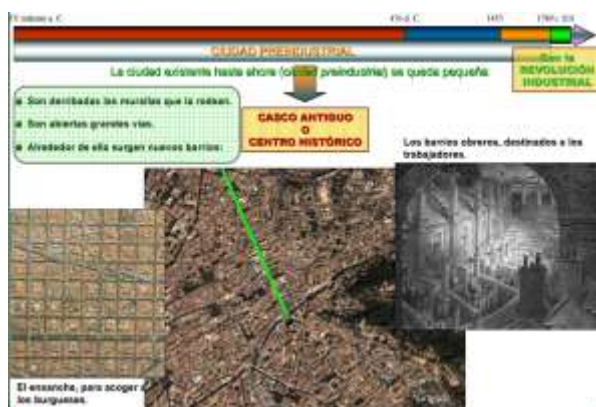 476 d. C.
1453
CIUDAD PREINDUSTRIAL
La ciudad existente hasta ahora (ciudad preindustrial) se queda pequeña:
Con la
REVOLUCIÓN
INDUSTRIAL
Son derribadas las murallas que la rodean.
Son abiertas grandes vías.
Alrededor de ella surgen nuevos barrios:
CASCO ANTIGUO
O
CENTRO HISTÓRICO
Los barrios obreros, destinados a los
trabajadores.
El ensanche, para acoger a
los burgueses.